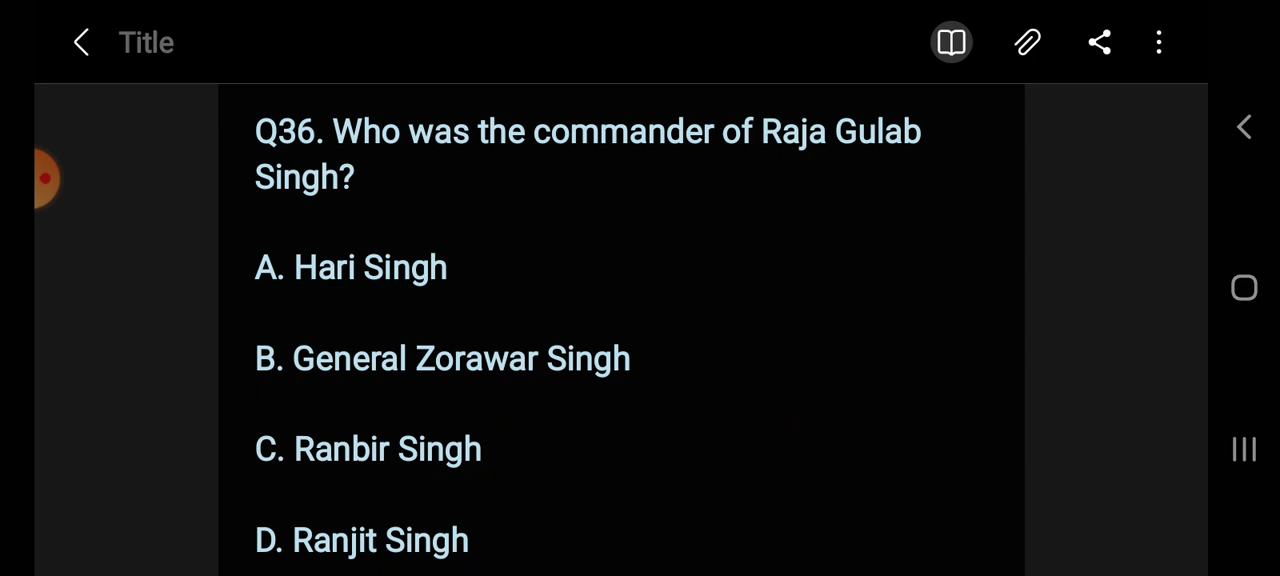 Title
Q36. Who was the commander of Raja Gulab
Singh?
A. Hari Singh
B. General Zorawar Singh
C. Ranbir Singh
D. Ranjit Singh